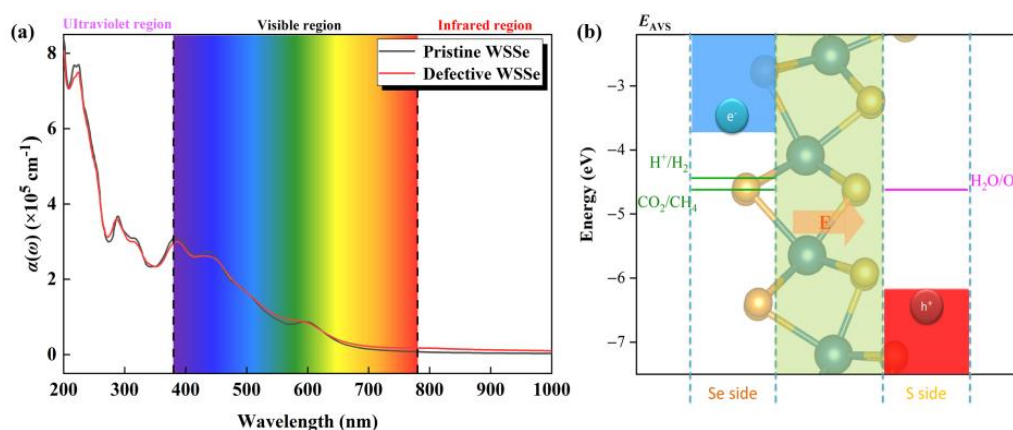 (a)
Ultraviolet region
Visible region
Infrared region
Pristine WSSe
Defective WSSe
α(ω) (×10⁵ cm⁻¹)
8
6
4
2
0
200 300 400 500 600 700 800 900 1000
Wavelength (nm)
(b)
E_AVS
Energy (eV)
−3
−4
−5
−6
−7
e⁻
H⁺/H₂
CO₂/CH₄
E
H₂O/O
h⁺
Se side
S side